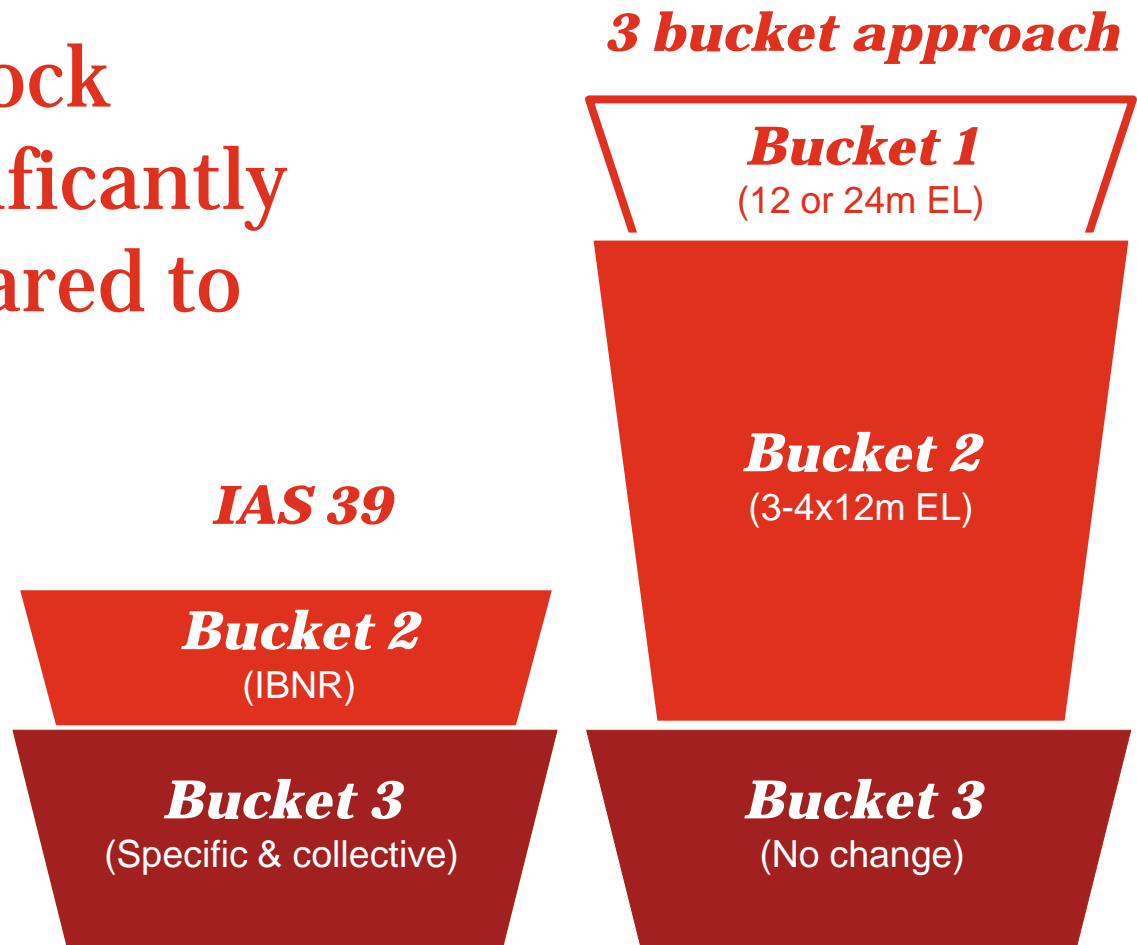 ock
ificantly
ared to
3 bucket approach
Bucket 1
(12 or 24m EL)
Bucket 2
(3-4x12m EL)
Bucket 3
(No change)
IAS 39
Bucket 2
(IBNR)
Bucket 3
(Specific & collective)